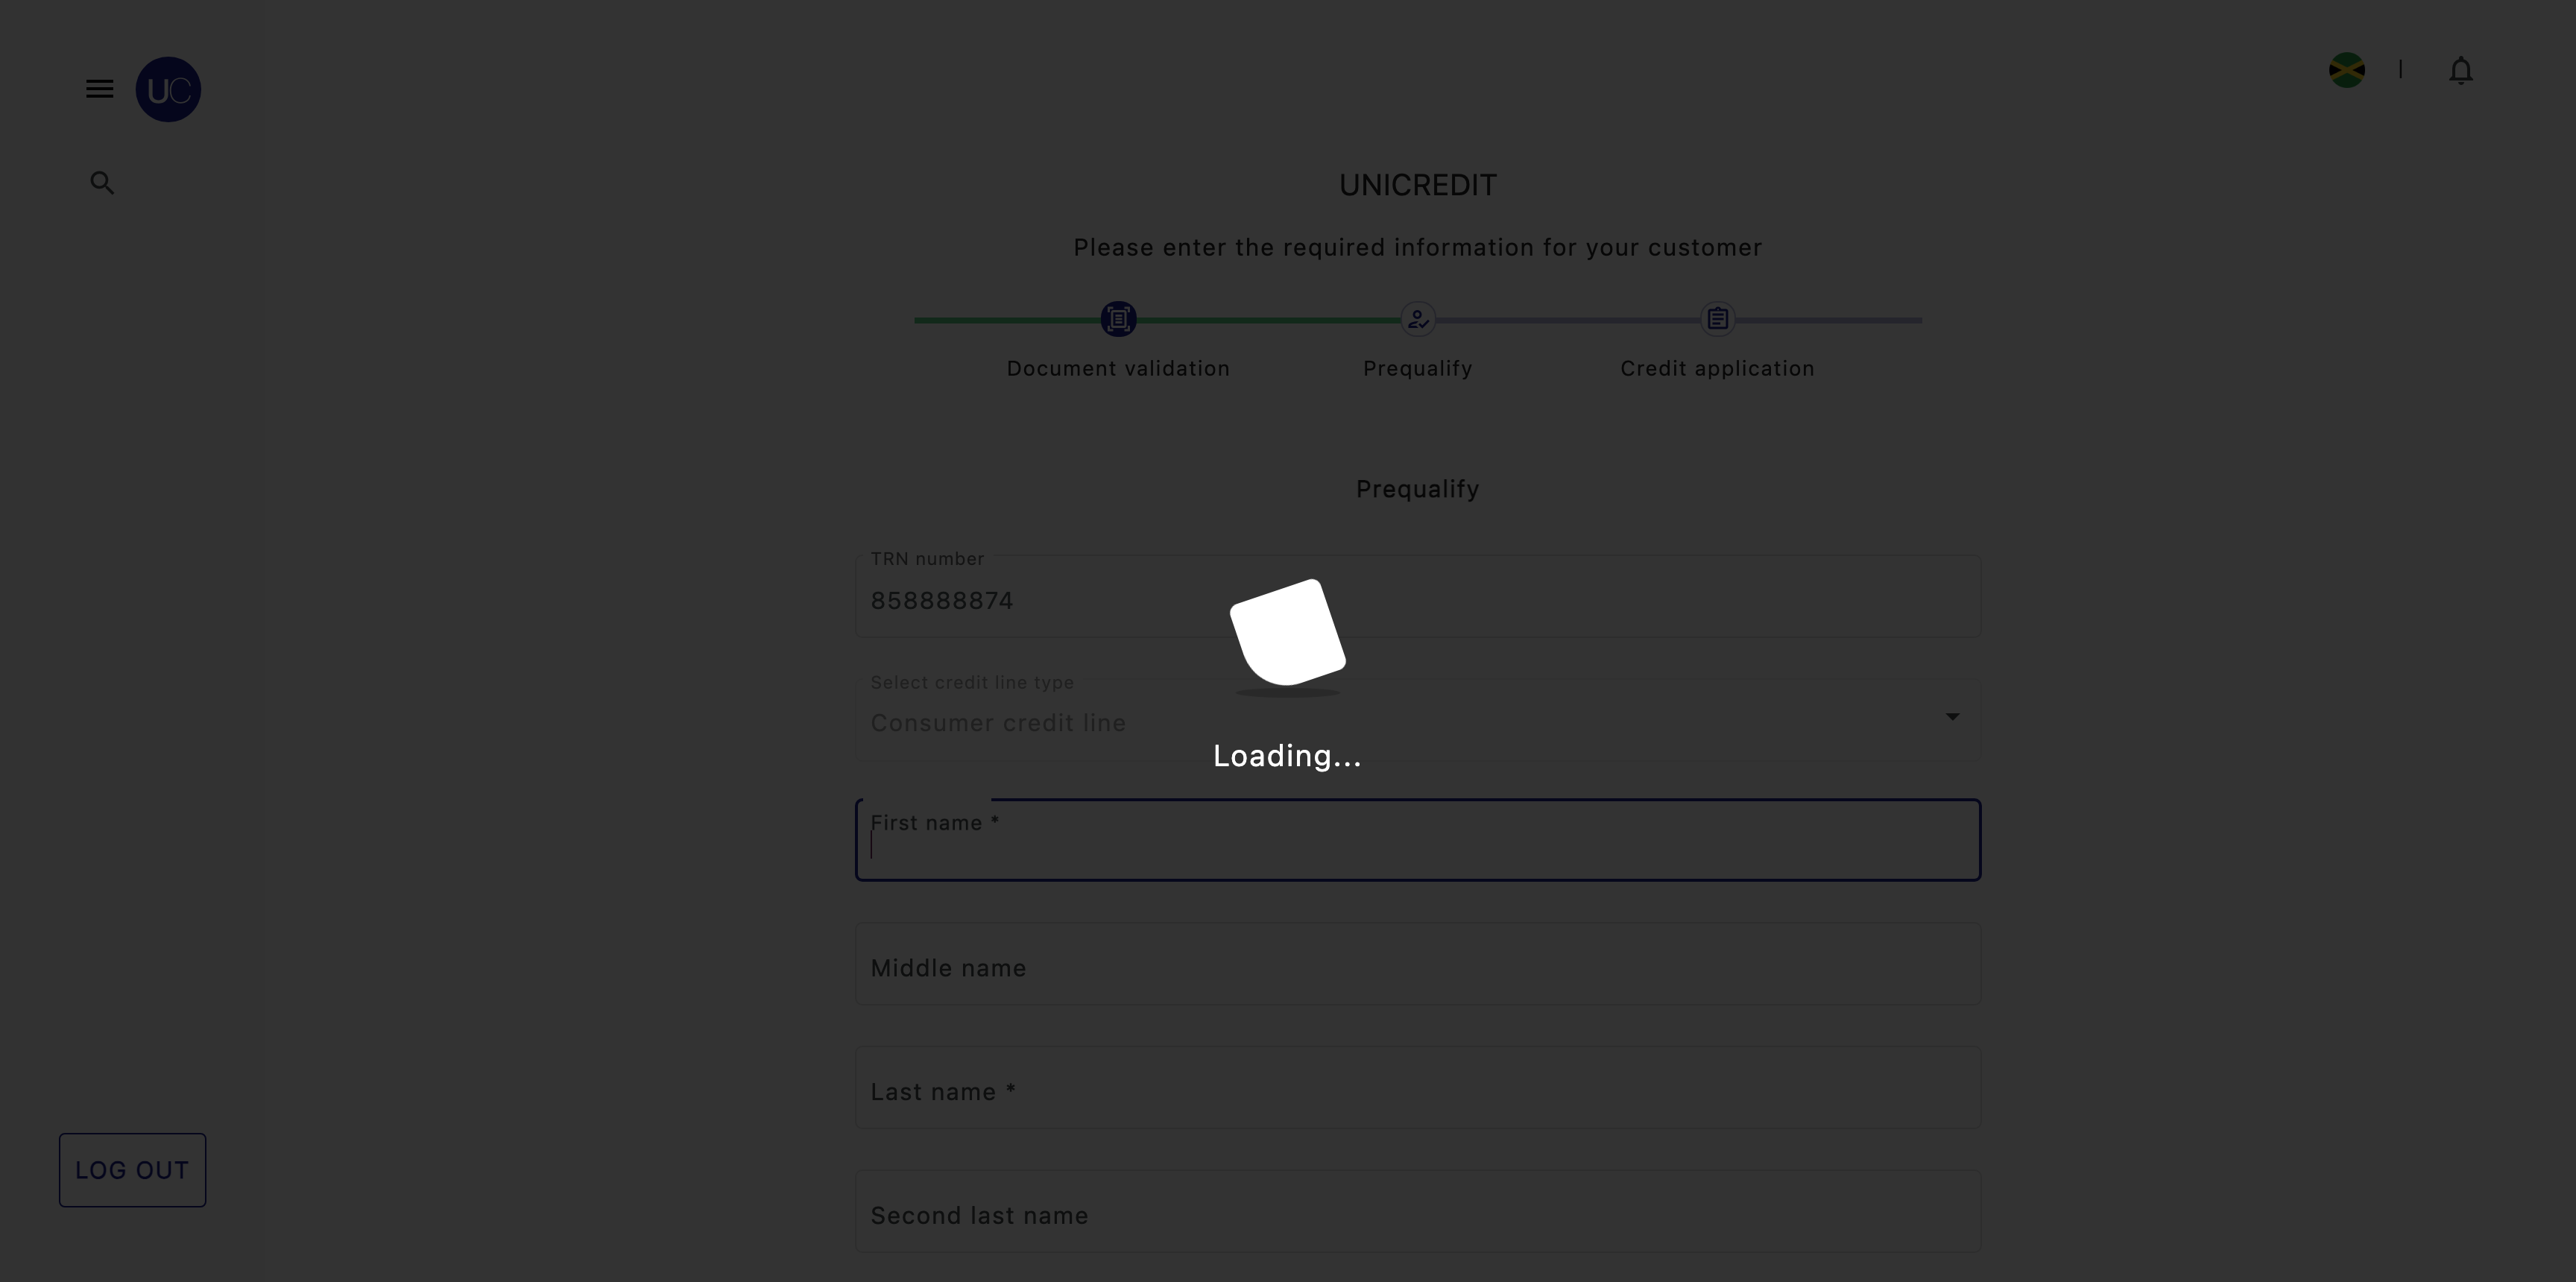 UC
UNICREDIT
Please enter the required information for your customer
Document validation
Prequalify
Credit application
Prequalify
TRN number
858888874
Select credit line type
Consumer credit line
Loading...
First name *
Middle name
Last name *
Second last name
LOG OUT